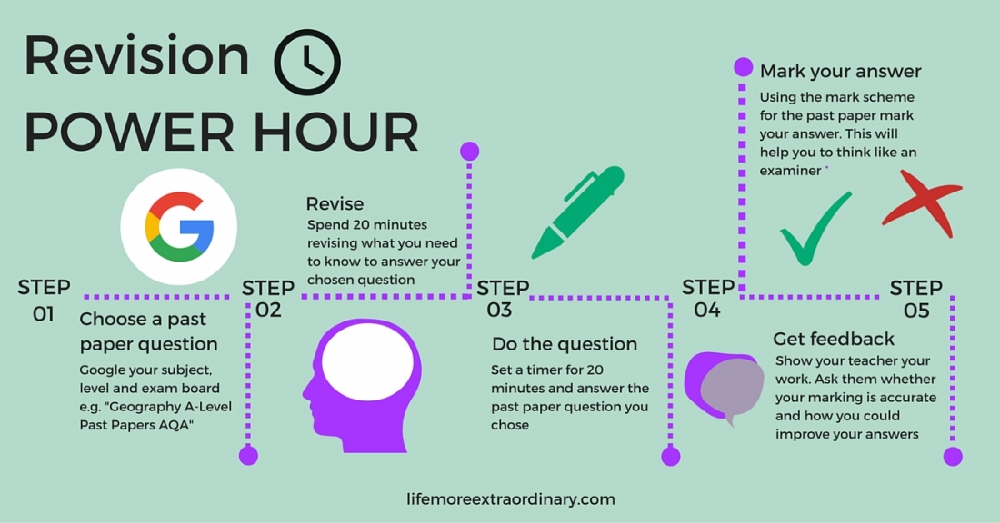 Revision
POWER HOUR
STEP
01
Choose a past
paper question
Google your subject,
level and exam board
e.g. "Geography A-Level
Past Papers AQA"
STEP
02
Revise
Spend 20 minutes
revising what you need
to know to answer your
chosen question
STEP
03
Do the question
Set a timer for 20
minutes and answer the
past paper question you
chose
STEP
04
Mark your answer
Using the mark scheme
for the past paper mark
your answer. This will
help you to think like an
examiner
STEP
05
Get feedback
Show your teacher your
work. Ask them whether
your marking is accurate
and how you could
improve your answers
lifemoreextraordinary.com